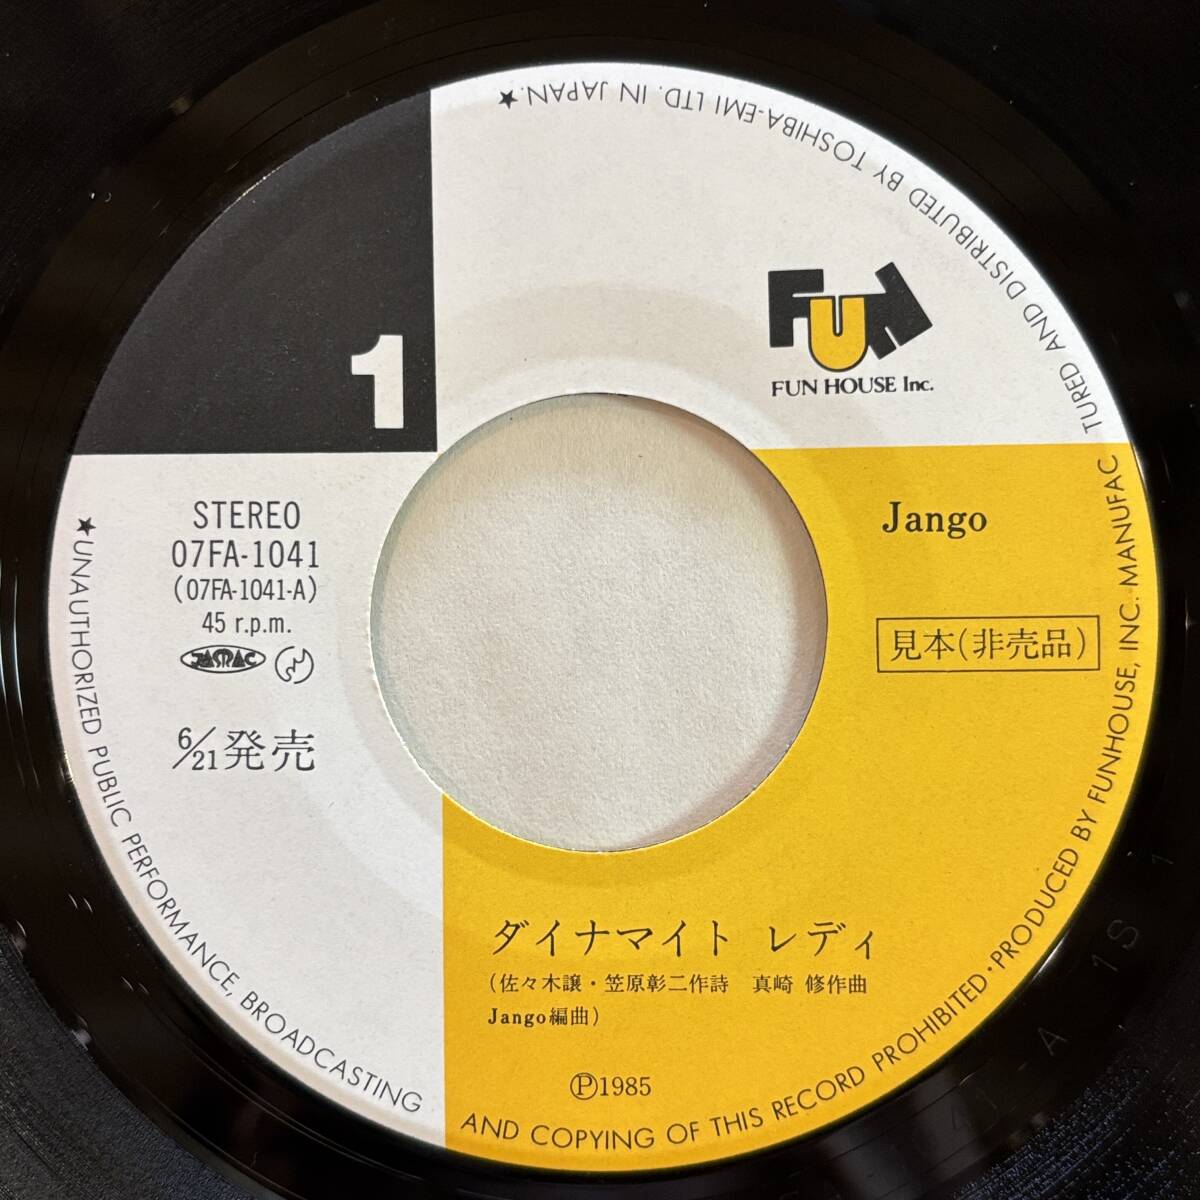 1
FUN
FUN HOUSE Inc.
STEREO
07FA-1041
(07FA-1041-A)
45 r.p.m.
JASRAC
6/21発売
Jango
見本(非売品)
ダイナマイト レディ
(佐々木譲・笠原彰二作詩 真崎 修作曲
Jango編曲)
Ⓟ1985
★UNAUTHORIZED PUBLIC PERFORMANCE, BROADCASTING AND COPYING OF THIS RECORD PROHIBITED・PRODUCED BY FUNHOUSE, INC. MANUFACTURED AND DISTRIBUTED BY TOSHIBA-EMI LTD. IN JAPAN.★